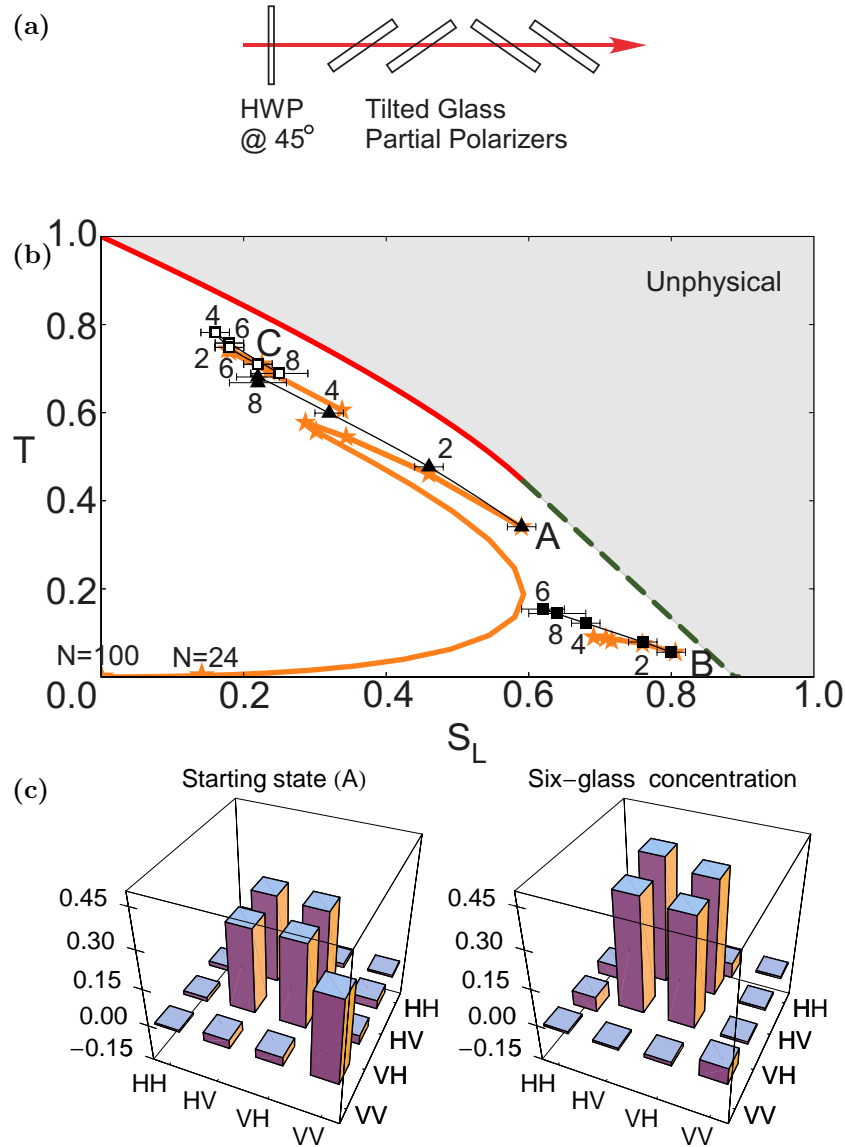 (a)
HWP
@ 45°
Tilted Glass
Partial Polarizers
(b)
1.0
0.8
0.6
T
0.4
0.2
0.0
0.2
0.4
0.6
0.8
1.0
S_L
Unphysical
4
6
C
2
6
8
8
4
2
A
6
8
4
2
B
N=100
N=24
(c)
Starting state (A)
0.45
0.30
0.15
0.00
−0.15
HH
HV
VH
VV
HH
HV
VH
VV
Six−glass concentration
0.45
0.30
0.15
0.00
−0.15
HH
HV
VH
VV
HH
HV
VH
VV